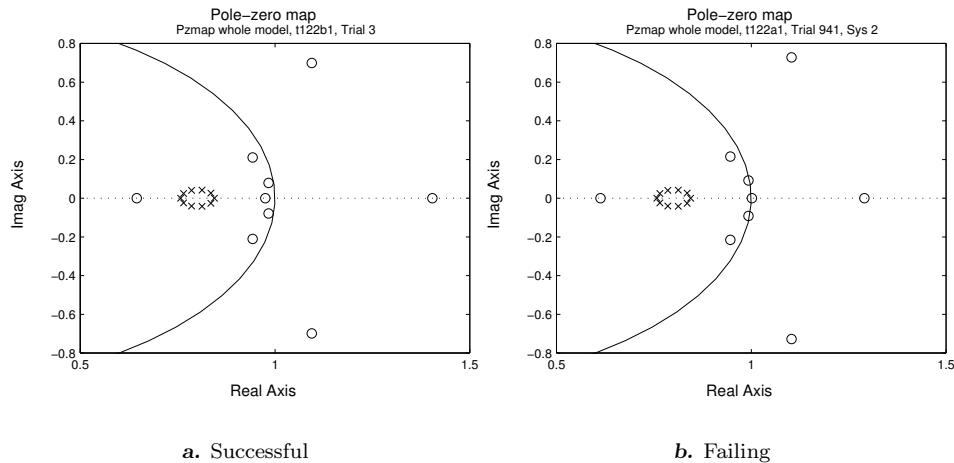 Pole−zero map
Pzmap whole model, t122b1, Trial 3
0.8
0.6
0.4
0.2
0
−0.2
−0.4
−0.6
−0.8
Imag Axis
0.5 1 1.5
Real Axis
a. Successful
Pole−zero map
Pzmap whole model, t122a1, Trial 941, Sys 2
0.8
0.6
0.4
0.2
0
−0.2
−0.4
−0.6
−0.8
Imag Axis
0.5 1 1.5
Real Axis
b. Failing